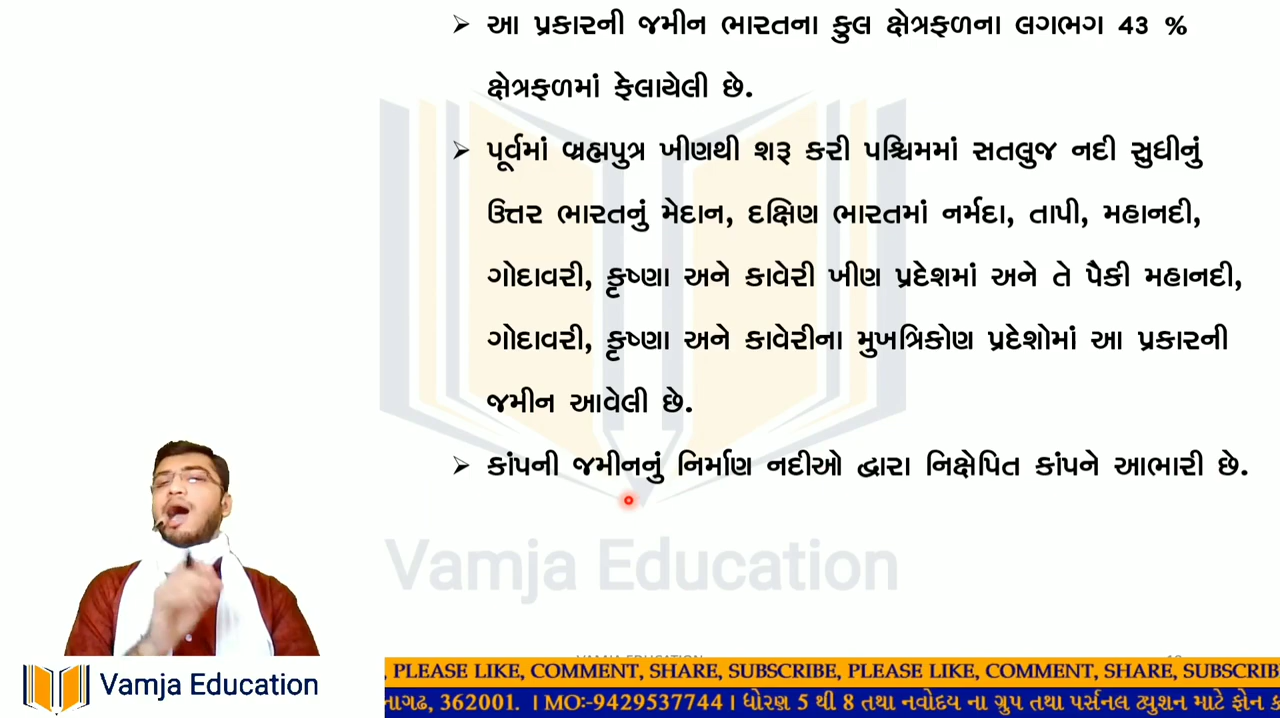 ➢ આ પ્રકારની જમીન ભારતના કુલ ક્ષેત્રફળના લગભગ 43 %
ક્ષેત્રફળમાં ફેલાયેલી છે.
➢ પૂર્વમાં બ્રહ્મપુત્ર ખીણથી શરૂ કરી પશ્ચિમમાં સતલુજ નદી સુધીનું
ઉત્તર ભારતનું મેદાન, દક્ષિણ ભારતમાં નર્મદા, તાપી, મહાનદી,
ગોદાવરી, કૃષ્ણા અને કાવેરી ખીણ પ્રદેશમાં અને તે પૈકી મહાનદી,
ગોદાવરી, કૃષ્ણા અને કાવેરીના મુખત્રિકોણ પ્રદેશોમાં આ પ્રકારની
જમીન આવેલી છે.
➢ કાંપની જમીનનું નિર્માણ નદીઓ દ્વારા નિક્ષેપિત કાંપને આભારી છે.
Vamja Education
Vamja Education
, PLEASE LIKE, COMMENT, SHARE, SUBSCRIBE, PLEASE LIKE, COMMENT, SHARE, SUBSCRIB
નાગઢ, 362001. | MO:-9429537744 | ધોરણ 5 થી 8 તથા નવોદય ના ગ્રુપ તથા પર્સનલ ટ્યુશન માટે ફોન ક